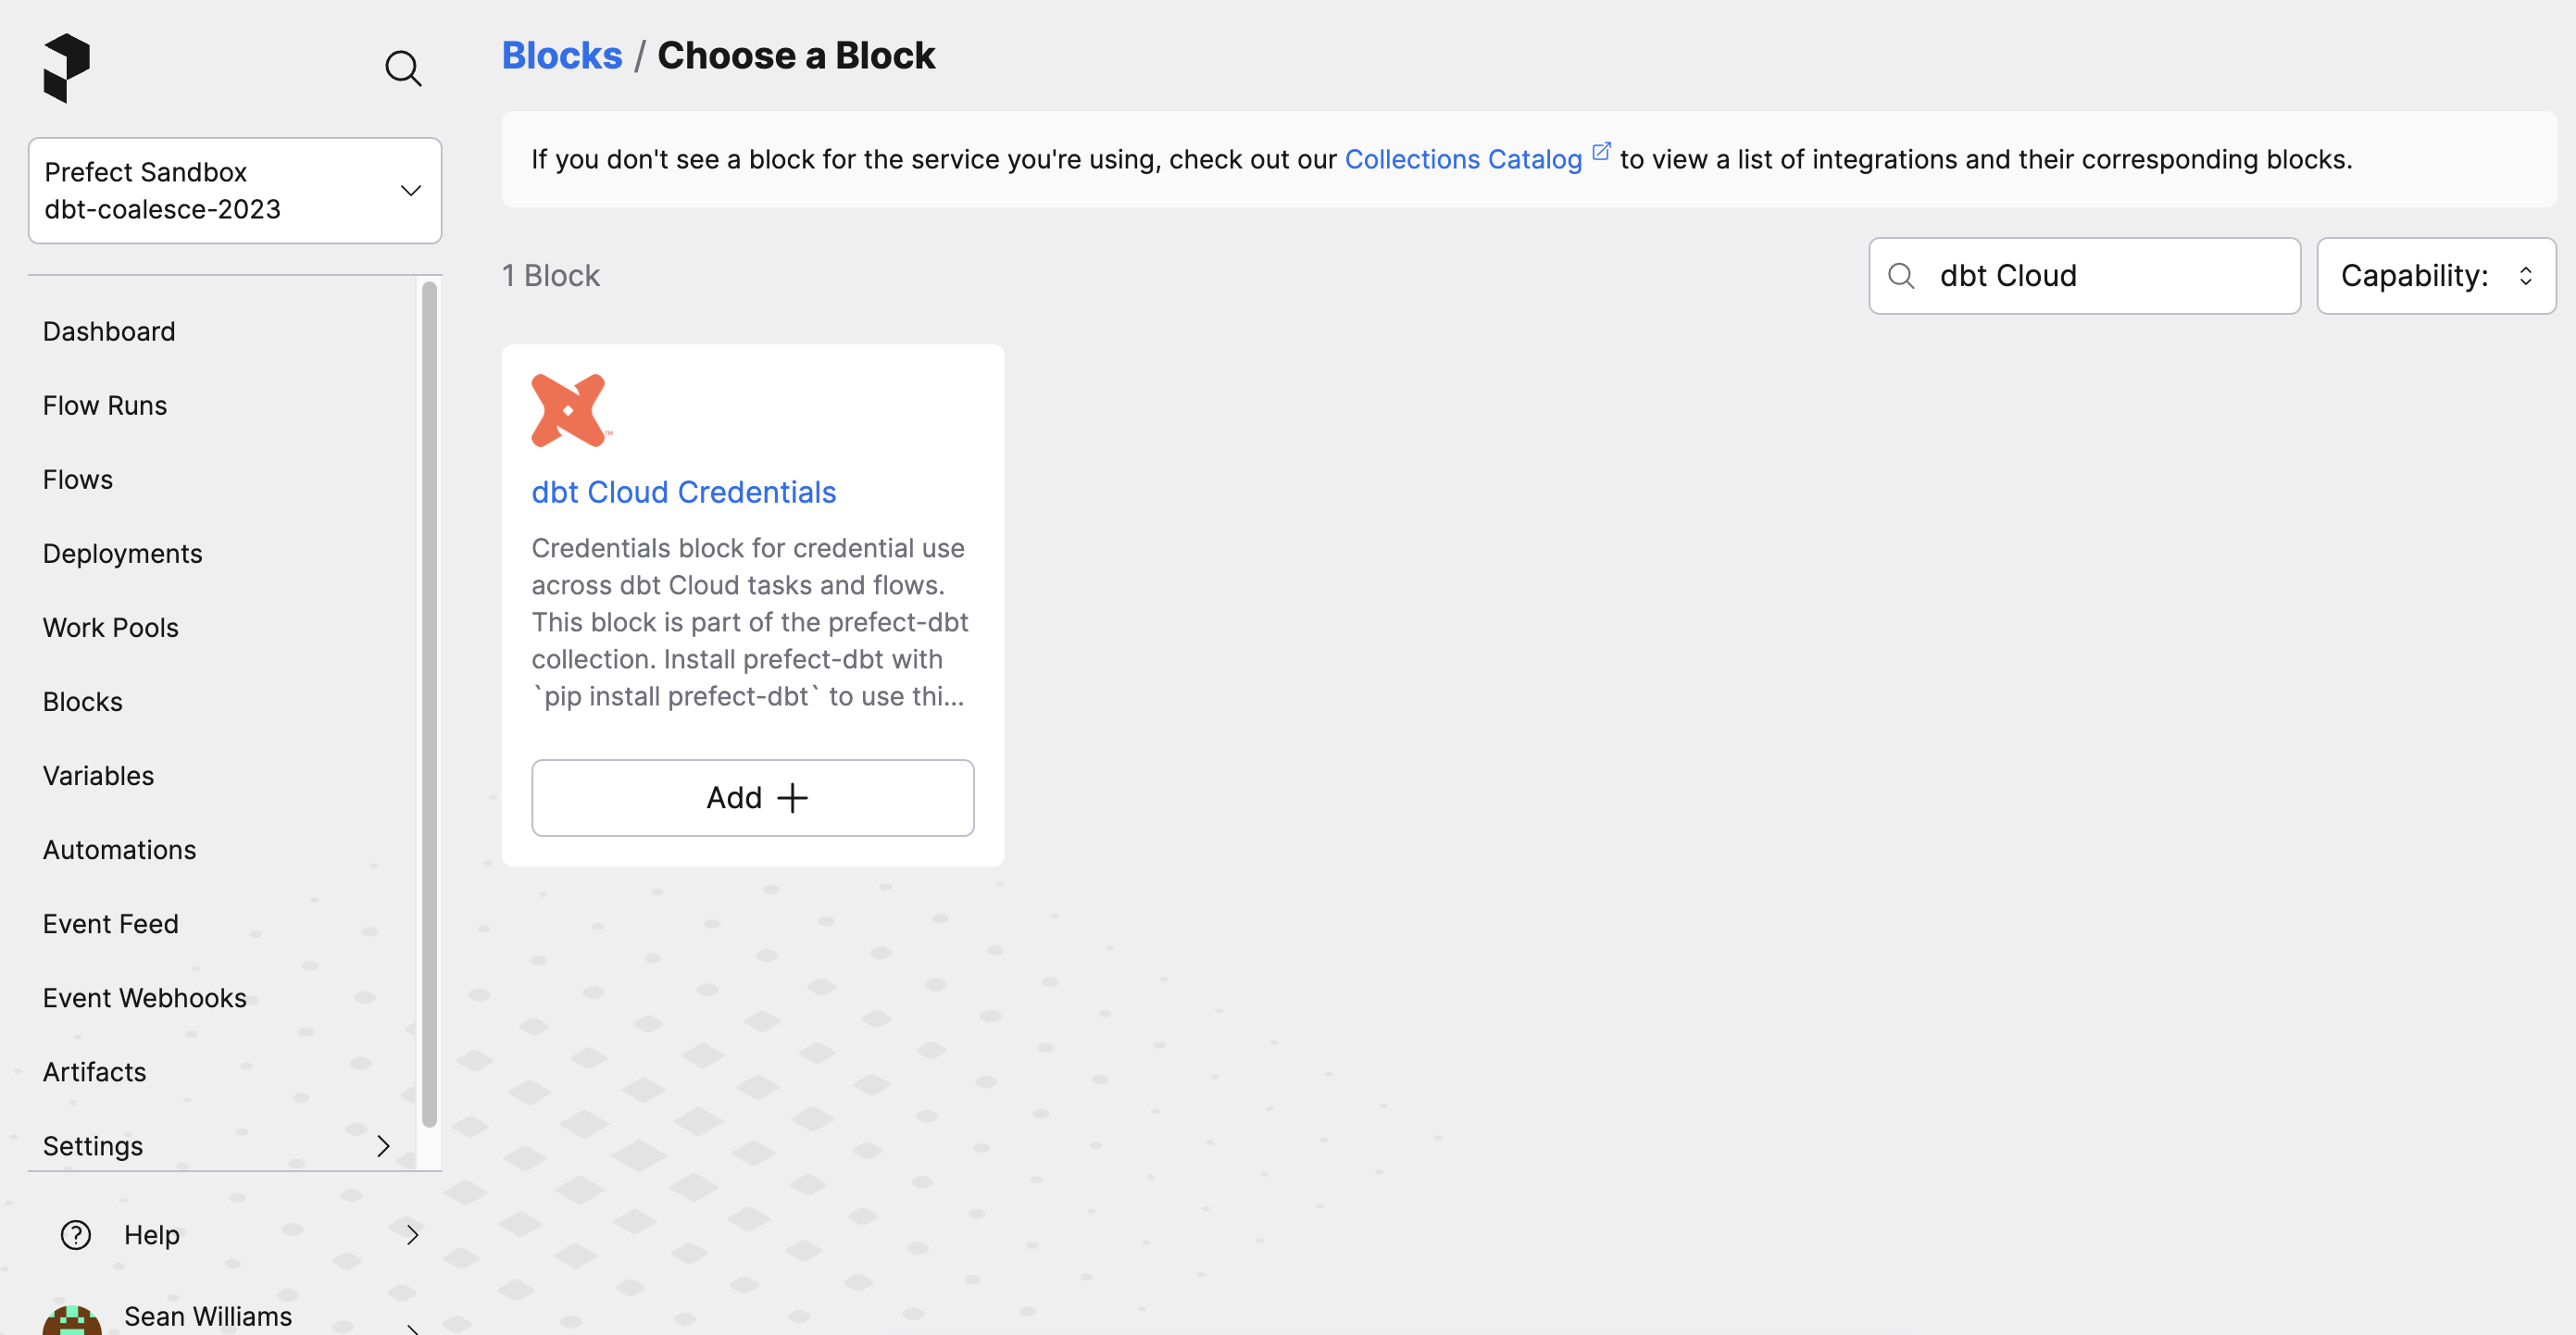 Prefect Sandbox
dbt-coalesce-2023
Dashboard
Flow Runs
Flows
Deployments
Work Pools
Blocks
Variables
Automations
Event Feed
Event Webhooks
Artifacts
Settings
Help
Sean Williams
Blocks / Choose a Block
If you don't see a block for the service you're using, check out our Collections Catalog to view a list of integrations and their corresponding blocks.
1 Block
dbt Cloud
Capability:
TM
dbt Cloud Credentials
Credentials block for credential use
across dbt Cloud tasks and flows.
This block is part of the prefect-dbt
collection. Install prefect-dbt with
`pip install prefect-dbt` to use thi...
Add